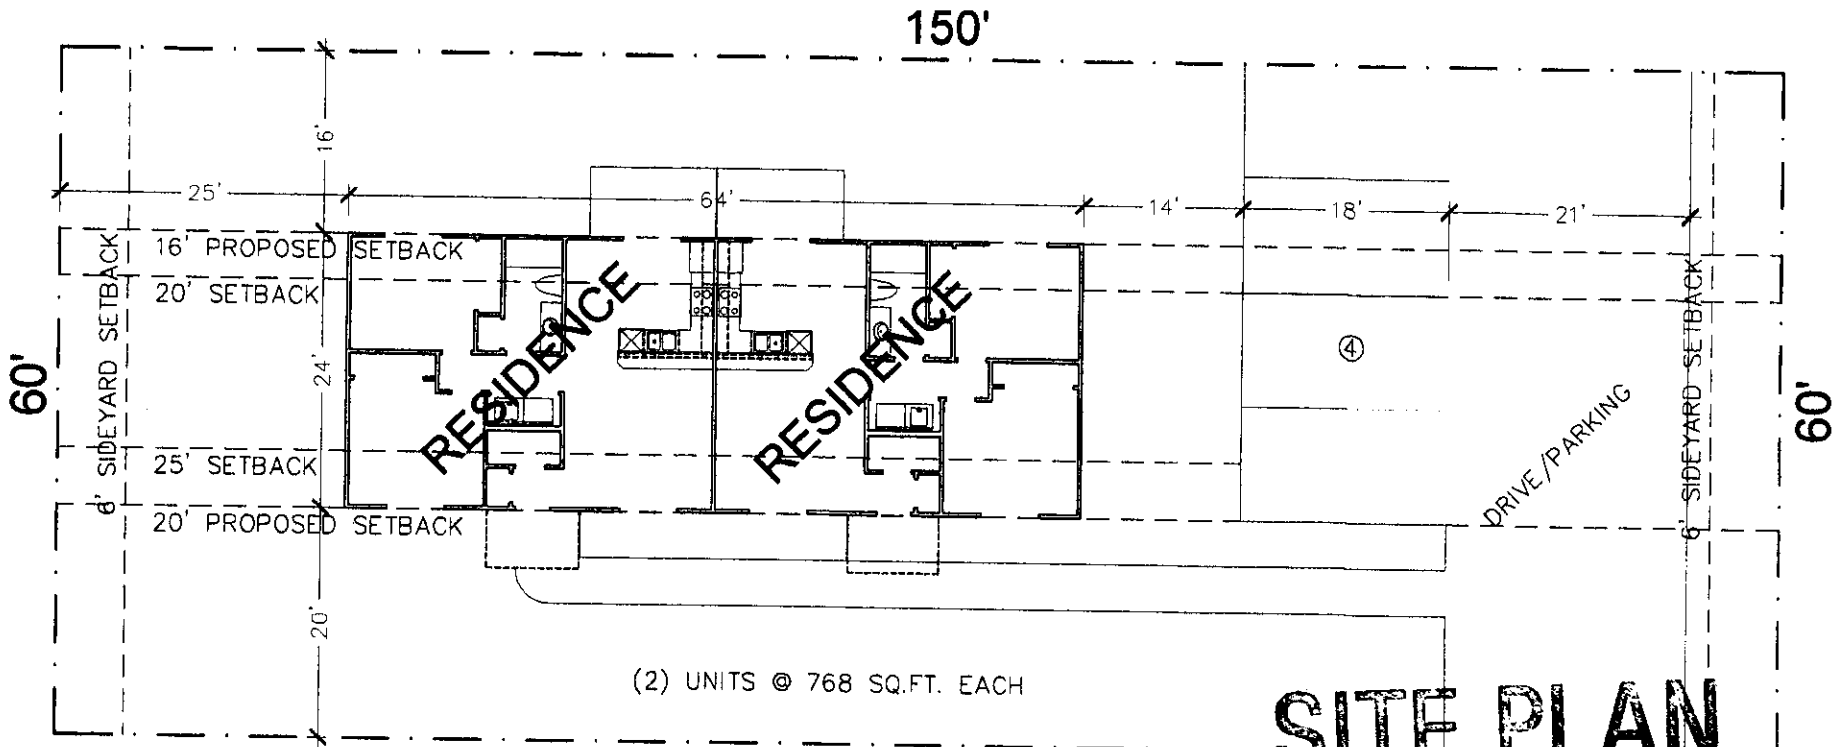 150'
16'
25'
64'
14'
18'
21'
16' PROPOSED SETBACK
20' SETBACK
6' SIDEYARD SETBACK
6' SIDEYARD SETBACK
RESIDENCE
RESIDENCE
60'
24'
4
60'
25' SETBACK
DRIVE/PARKING
20' PROPOSED SETBACK
20'
(2) UNITS @ 768 SQ.FT. EACH
SITE PLAN